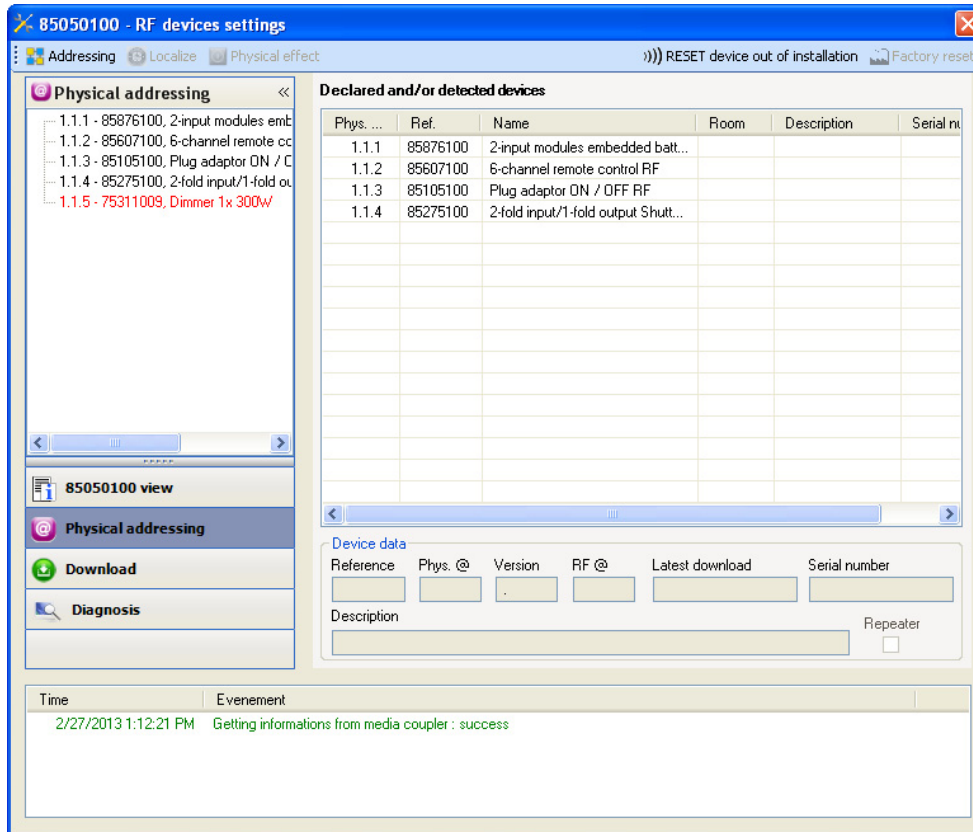 85050100 - RF devices settings
Addressing Localize Physical effect ))) RESET device out of installation Factory reset
Physical addressing «
1.1.1 - 85876100, 2-input modules emb
1.1.2 - 85607100, 6-channel remote cc
1.1.3 - 85105100, Plug adaptor ON / O
1.1.4 - 85275100, 2-fold input/1-fold ou
1.1.5 - 75311009, Dimmer 1x 300W
85050100 view
Physical addressing
Download
Diagnosis
Declared and/or detected devices
Phys. ... Ref. Name Room Description Serial nu
1.1.1 85876100 2-input modules embedded batt...
1.1.2 85607100 6-channel remote control RF
1.1.3 85105100 Plug adaptor ON / OFF RF
1.1.4 85275100 2-fold input/1-fold output Shutt...
Device data
Reference Phys. @ Version RF @ Latest download Serial number
.
Description
Repeater
Time Evenement
2/27/2013 1:12:21 PM Getting informations from media coupler : success